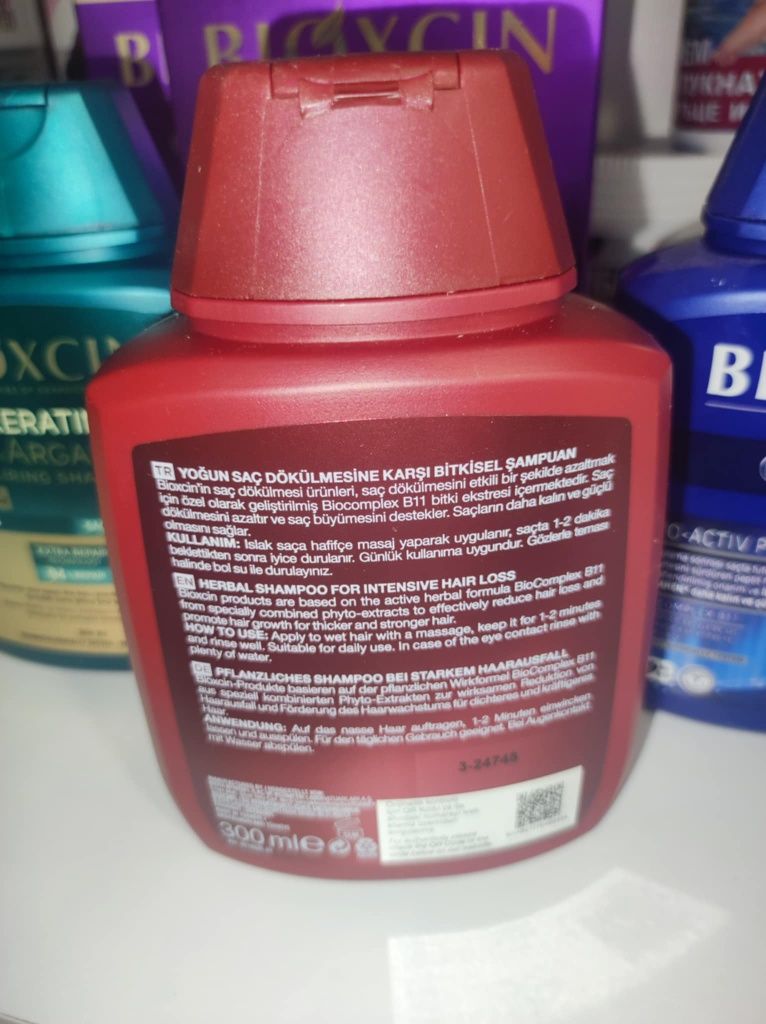 BIOXCIN
YOĞUN SAÇ DÖKÜLMESİNE KARŞI BİTKİSEL ŞAMPUAN
TR
Bioxcin'in saç dökülmesi ürünleri, saç dökülmesini etkili bir şekilde azaltmak
için özel olarak geliştirilmiş Biocomplex B11 bitki ekstresi içermektedir. Saç
dökülmesini azaltır ve saç büyümesini destekler. Saçların daha kalın ve güçlü
olmasını sağlar.
KULLANIM: Islak saça hafifçe masaj yaparak uygulanır, saçta 1-2 dakika
beklettikten sonra iyice durulanır. Günlük kullanıma uygundur. Gözlerle teması
halinde bol su ile durulayınız.
EN HERBAL SHAMPOO FOR INTENSIVE HAIR LOSS
Bioxcin products are based on the active herbal formula BioComplex B11
from specially combined phyto-extracts to effectively reduce hair loss and
promote hair growth for thicker and stronger hair.
HOW TO USE: Apply to wet hair with a massage, keep it for 1-2 minutes
and rinse well. Suitable for daily use. In case of the eye contact rinse with
plenty of water.
GE PFLANZLICHES SHAMPOO BEI STARKEM HAARAUSFALL
Bioxcin-Produkte basieren auf der pflanzlichen Wirkformel BioComplex B11
aus speziell kombinierten Phyto-Extrakten zur wirksamen Reduktion von
Haarausfall und Förderung des Haarwachstums für dichteres und kräftigeres
Haar.
ANWENDUNG: Auf das nasse Haar auftragen, 1-2 Minuten einwirken
lassen und ausspülen. Für den täglichen Gebrauch geeignet. Bei Augenkontakt
mit Wasser abspülen.
3-24748
300 ml e
OXCIN
KERATIN
ARGA
BI
O-ACTIV P